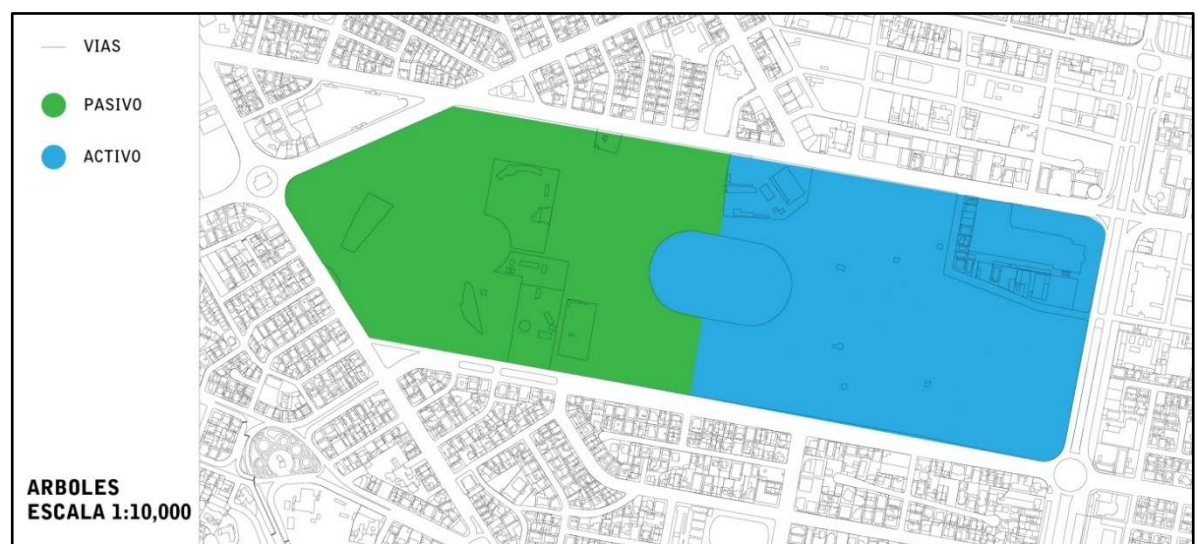 VIAS
PASIVO
ACTIVO
ARBOLES
ESCALA 1:10,000